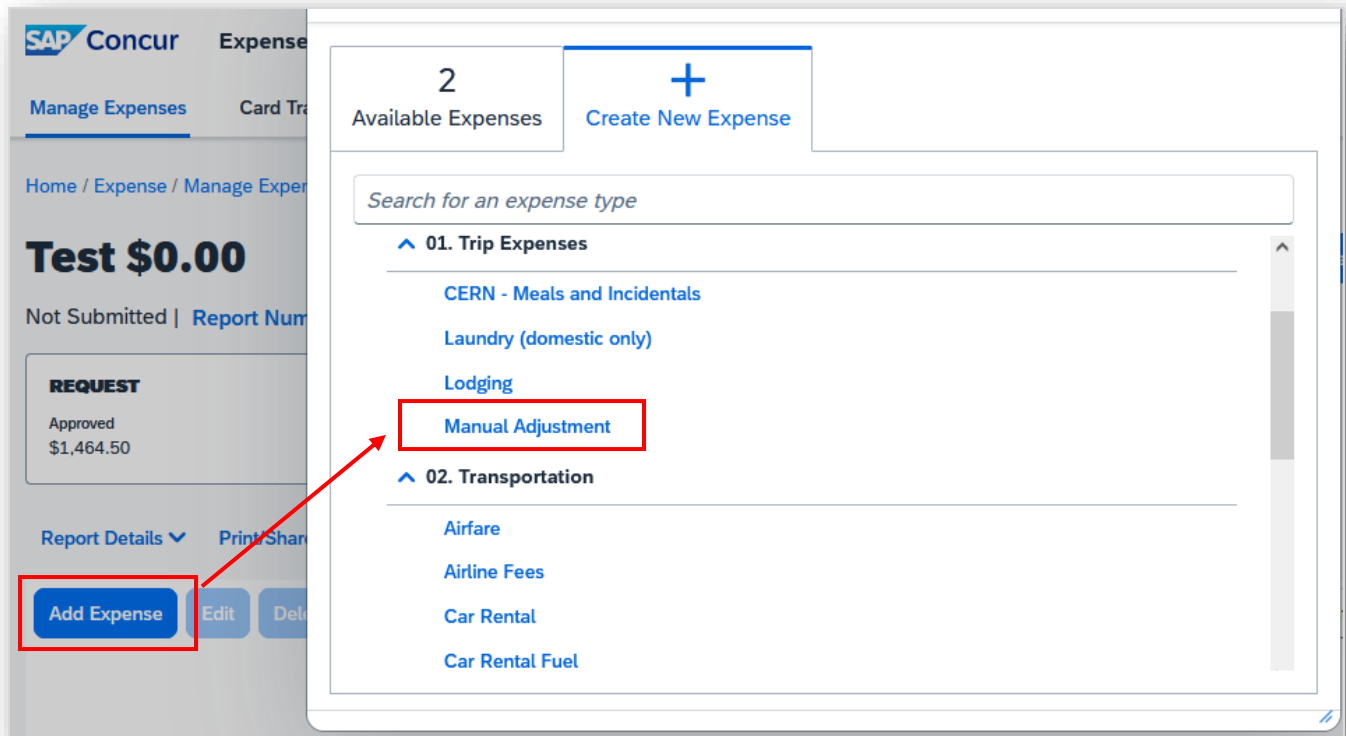 SAP Concur Expense
Manage Expenses Card Tra
Home / Expense / Manage Expen
Test $0.00
Not Submitted | Report Num
REQUEST
Approved
$1,464.50
Report Details Print/Share
Add Expense Edit Dele
2
Available Expenses
+
Create New Expense
Search for an expense type
01. Trip Expenses
CERN - Meals and Incidentals
Laundry (domestic only)
Lodging
Manual Adjustment
02. Transportation
Airfare
Airline Fees
Car Rental
Car Rental Fuel